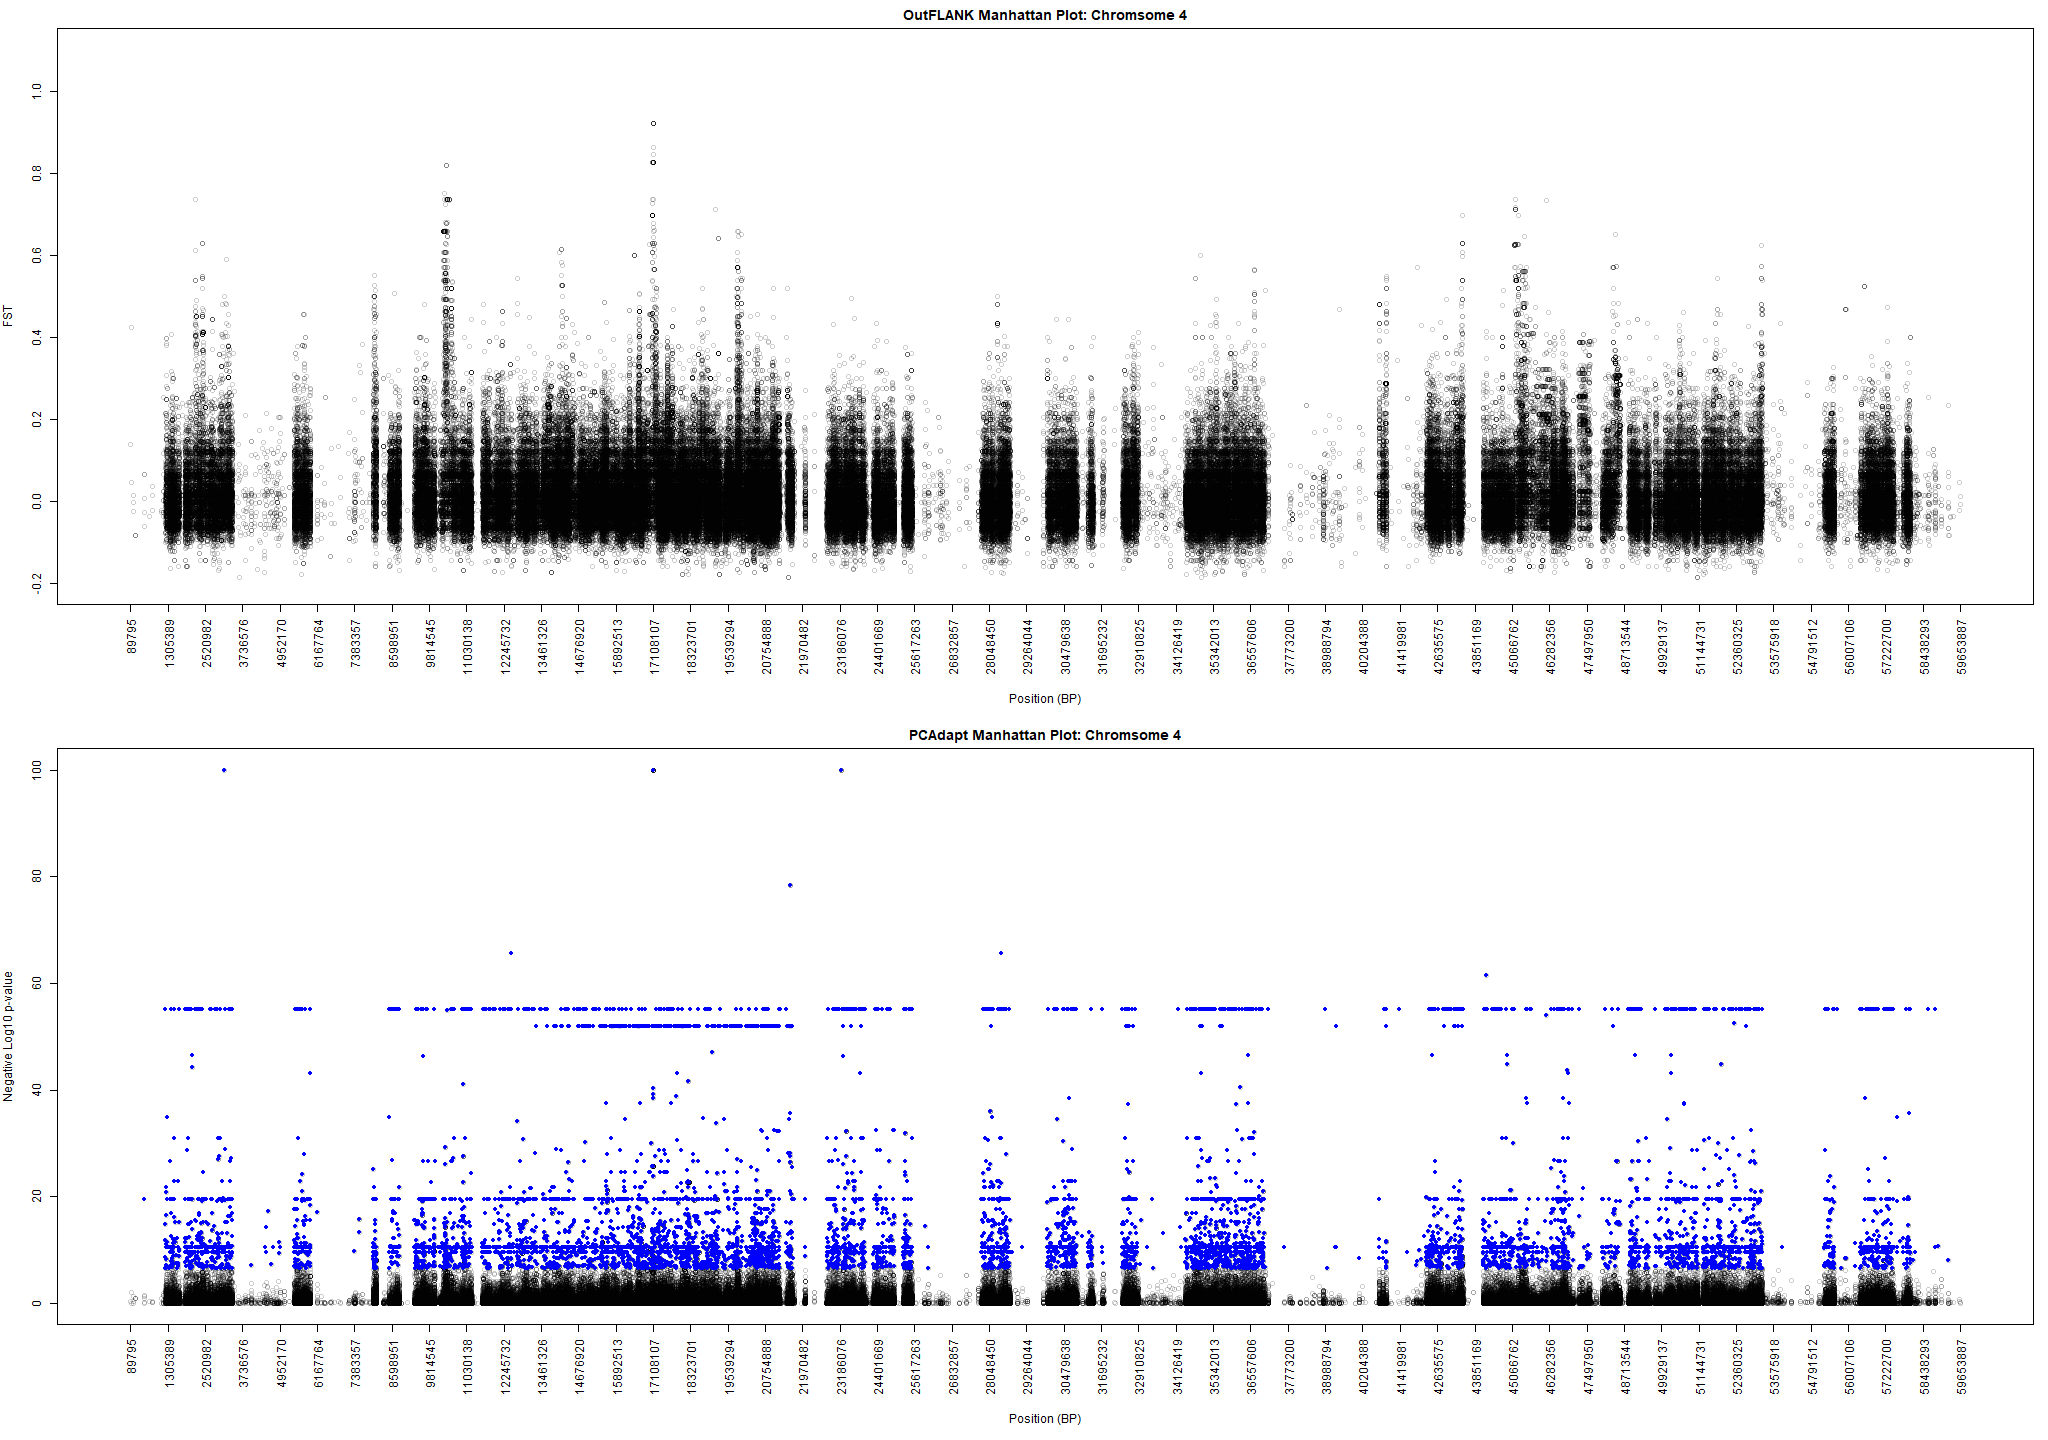 OutFLANK Manhattan Plot: Chromsome 4
FST
1.0
0.8
0.6
0.4
0.2
0.0
-0.2
89795 1305389 2520982 3736576 4952170 6167764 7383357 8598951 9814545 11030138 12245732 13461326 14676920 15892513 17108107 18323701 19539294 20754888 21970482 23186076 24401669 25617263 26832857 28048450 29264044 30479638 31695232 32910825 34126419 35342013 36557606 37773200 38988794 40204388 41419981 42635575 43851169 45066762 46282356 47497950 48713544 49929137 51144731 52360325 53575918 54791512 56007106 57222700 58438293 59653887
Position (BP)
PCAdapt Manhattan Plot: Chromsome 4
Negative Log10 p-value
100
80
60
40
20
0
89795 1305389 2520982 3736576 4952170 6167764 7383357 8598951 9814545 11030138 12245732 13461326 14676920 15892513 17108107 18323701 19539294 20754888 21970482 23186076 24401669 25617263 26832857 28048450 29264044 30479638 31695232 32910825 34126419 35342013 36557606 37773200 38988794 40204388 41419981 42635575 43851169 45066762 46282356 47497950 48713544 49929137 51144731 52360325 53575918 54791512 56007106 57222700 58438293 59653887
Position (BP)